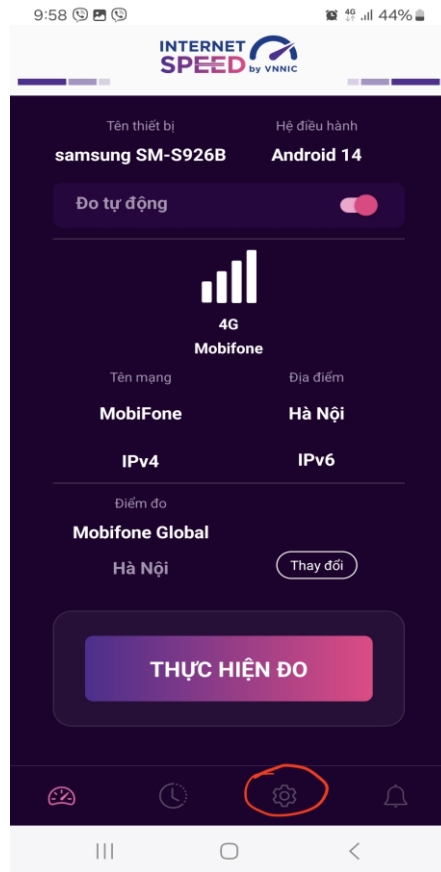 9:58 4G 44%
INTERNET
SPEED by VNNIC
Tên thiết bị Hệ điều hành
samsung SM-S926B Android 14
Đo tự động
4G
Mobifone
Tên mạng Địa điểm
MobiFone Hà Nội
IPv4 IPv6
Điểm đo
Mobifone Global
Hà Nội Thay đổi
THỰC HIỆN ĐO